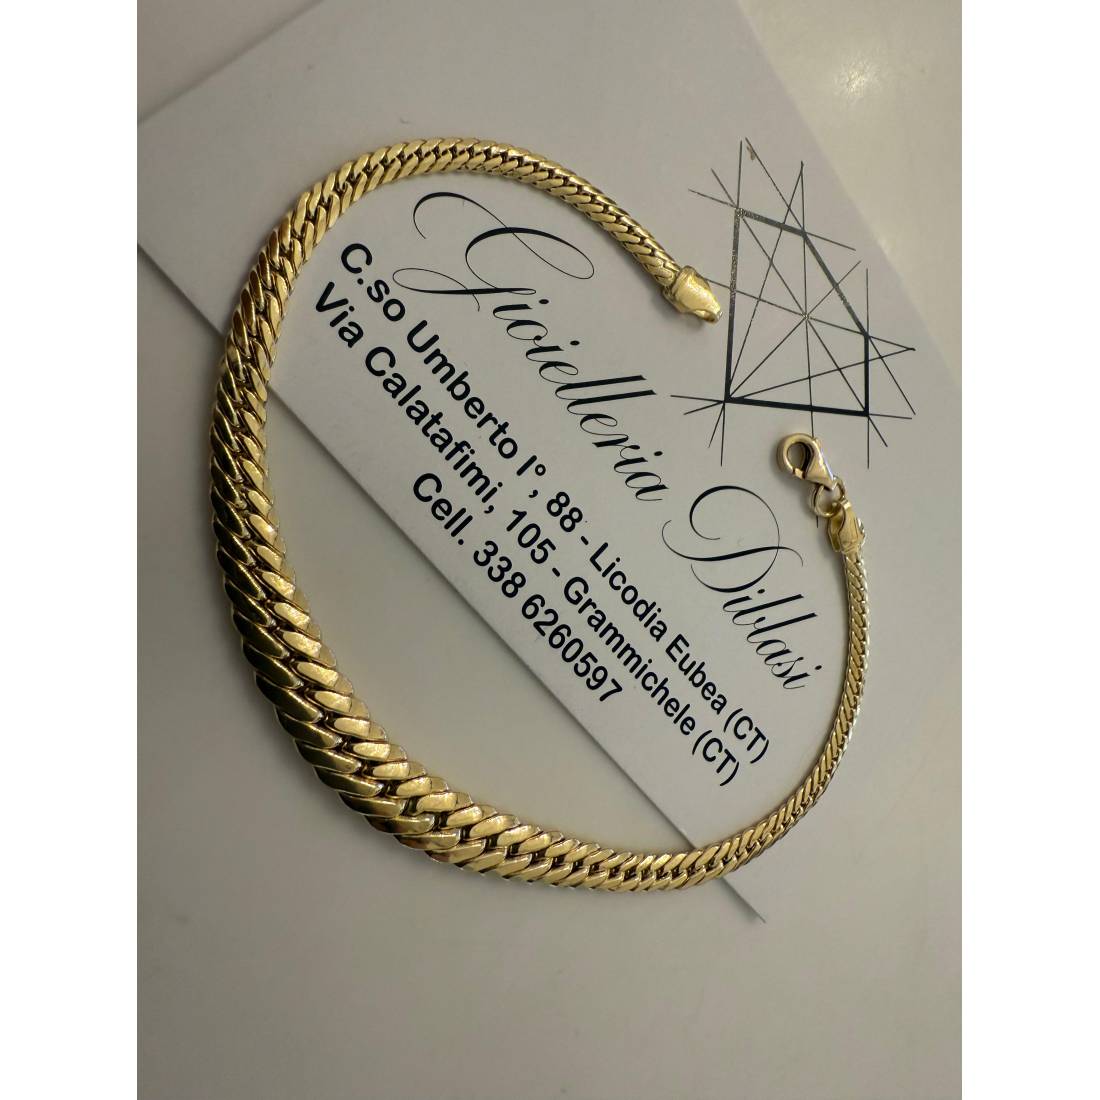 Gioielleria Diblasi
C.so Umberto I°, 88 - Licodia Eubea (CT)
Via Calatafimi, 105 - Grammichele (CT)
Cell. 338 6260597